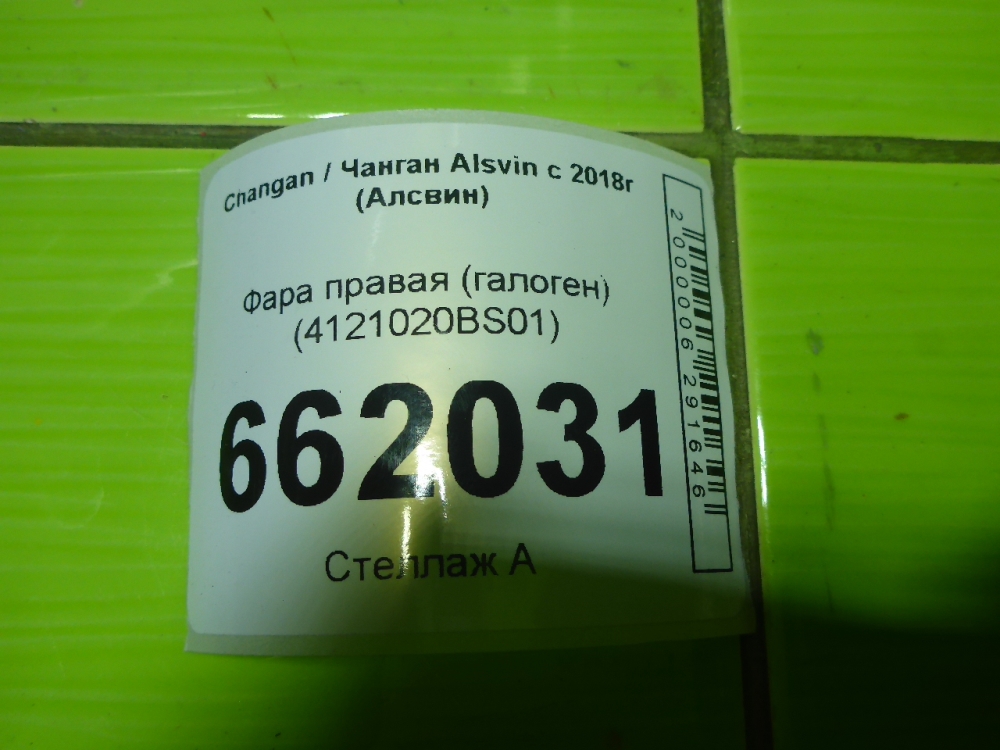 Changan / Чанган Alsvin с 2018г
(Алсвин)
Фара правая (галоген)
(4121020BS01)
662031
Стеллаж А
2000006291646